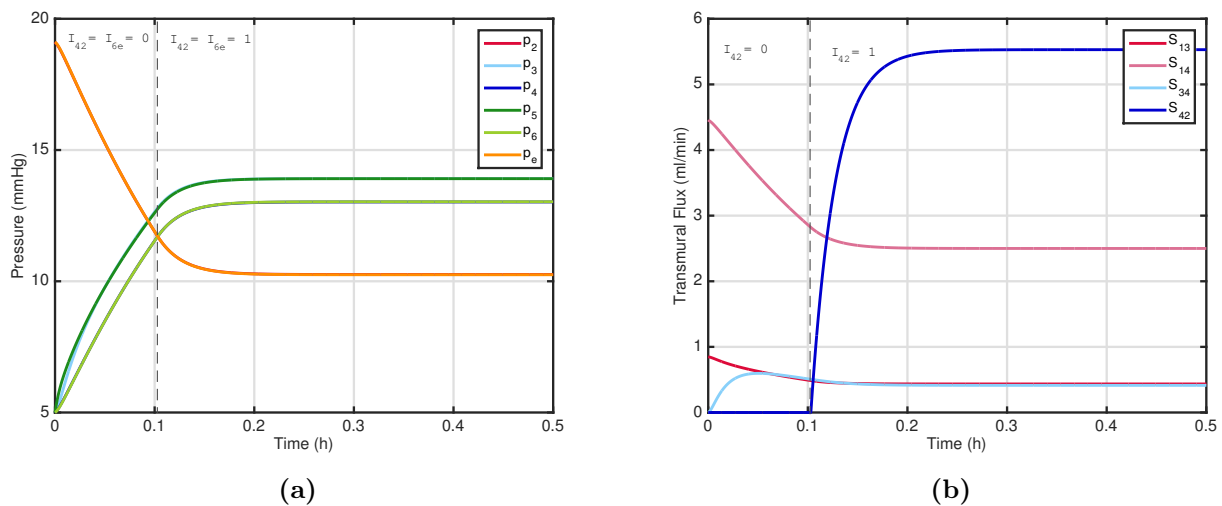 20
15
10
5
Pressure (mmHg)
I₄₂= I₆ₑ= 0
I₄₂= I₆ₑ= 1
p₂
p₃
p₄
p₅
p₆
pₑ
0 0.1 0.2 0.3 0.4 0.5
Time (h)
(a)
6
5
4
3
2
1
0
Transmural Flux (ml/min)
I₄₂= 0
I₄₂= 1
S₁₃
S₁₄
S₃₄
S₄₂
0 0.1 0.2 0.3 0.4 0.5
Time (h)
(b)